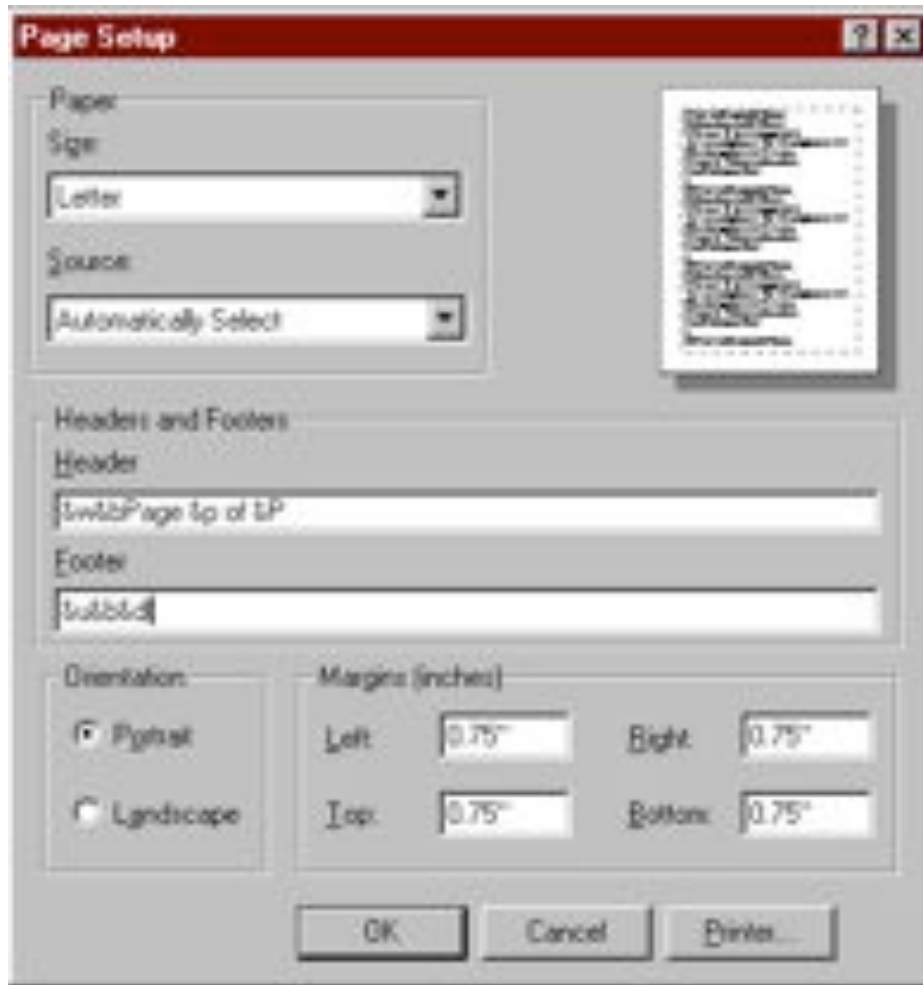 Page Setup
Paper
Size:
Letter
Source:
Automatically Select
Headers and Footers
Header
&w&bPage &p of &P
Footer
&u&b&d
Orientation
Portrait
Landscape
Margins (inches)
Left: 0.75" Right: 0.75"
Top: 0.75" Bottom: 0.75"
OK Cancel Printer...